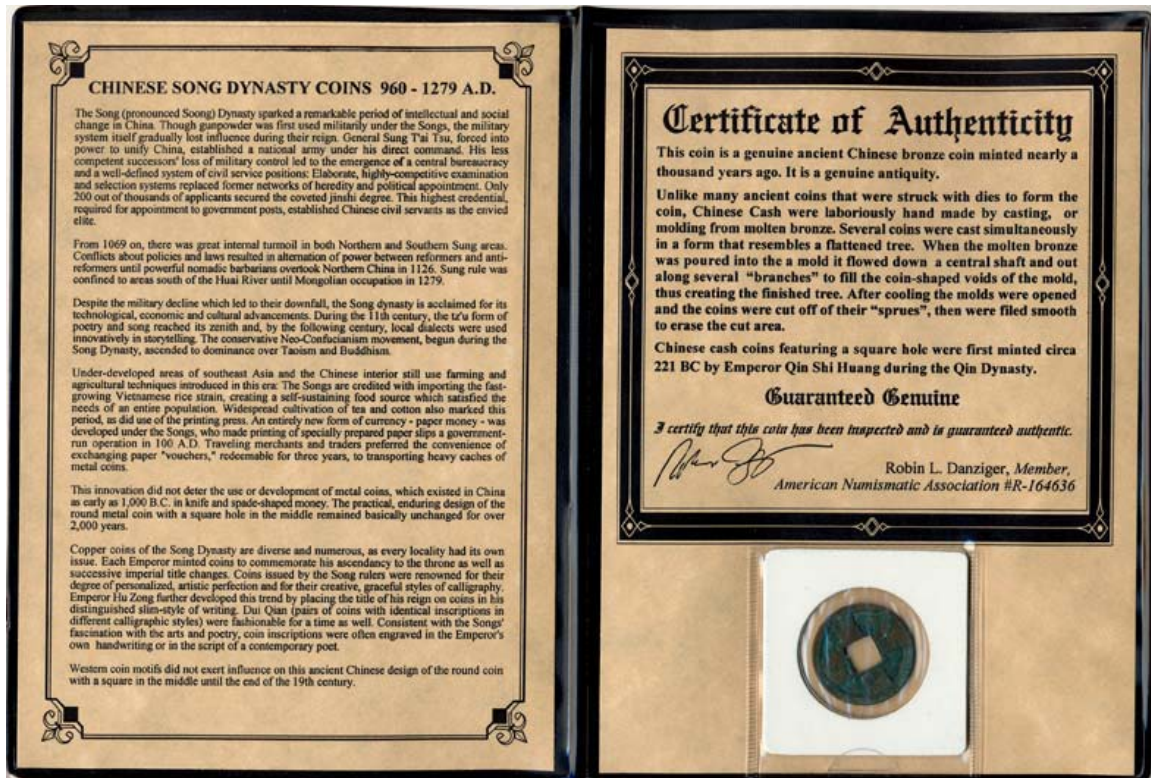 CHINESE SONG DYNASTY COINS 960 - 1279 A.D.
The Song (pronounced Soong) Dynasty sparked a remarkable period of intellectual and social
change in China. Though gunpowder was first used militarily under the Songs, the military
system itself gradually lost influence during their reign. General Sung T'ai Tsu, forced into
power to unify China, established a national army under his direct command. His less
competent successors' loss of military control led to the emergence of a central bureaucracy
and a well-defined system of civil service positions: Elaborate, highly-competitive examination
and selection systems replaced former networks of heredity and political appointment. Only
200 out of thousands of applicants secured the coveted jinshi degree. This highest credential,
required for appointment to government posts, established Chinese civil servants as the envied
elite.
From 1069 on, there was great internal turmoil in both Northern and Southern Sung areas.
Conflicts about policies and laws resulted in alternation of power between reformers and anti-
reformers until powerful nomadic barbarians overtook Northern China in 1126. Sung rule was
confined to areas south of the Huai River until Mongolian occupation in 1279.
Despite the military decline which led to their downfall, the Song dynasty is acclaimed for its
technological, economic and cultural advancements. During the 11th century, the tz'u form of
poetry and song reached its zenith and, by the following century, local dialects were used
innovatively in storytelling. The conservative Neo-Confucianism movement, begun during the
Song Dynasty, ascended to dominance over Taoism and Buddhism.
Under-developed areas of southeast Asia and the Chinese interior still use farming and
agricultural techniques introduced in this era: The Songs are credited with importing the fast-
growing Vietnamese rice strain, creating a self-sustaining food source which satisfied the
needs of an entire population. Widespread cultivation of tea and cotton also marked this
period, as did use of the printing press. An entirely new form of currency - paper money - was
developed under the Songs, who made printing of specially prepared paper slips a government-
run operation in 100 A.D. Traveling merchants and traders preferred the convenience of
exchanging paper "vouchers," redeemable for three years, to transporting heavy caches of
metal coins.
This innovation did not deter the use or development of metal coins, which existed in China
as early as 1,000 B.C. in knife and spade-shaped money. The practical, enduring design of the
round metal coin with a square hole in the middle remained basically unchanged for over
2,000 years.
Copper coins of the Song Dynasty are diverse and numerous, as every locality had its own
issue. Each Emperor minted coins to commemorate his ascendancy to the throne as well as
successive imperial title changes. Coins issued by the Song rulers were renowned for their
degree of personalized, artistic perfection and for their creative, graceful styles of calligraphy.
Emperor Hu Zong further developed this trend by placing the title of his reign on coins in his
distinguished slim-style of writing. Dui Qian (pairs of coins with identical inscriptions in
different calligraphic styles) were fashionable for a time as well. Consistent with the Songs'
fascination with the arts and poetry, coin inscriptions were often engraved in the Emperor's
own handwriting or in the script of a contemporary poet.
Western coin motifs did not exert influence on this ancient Chinese design of the round coin
with a square in the middle until the end of the 19th century.
Certificate of Authenticity
This coin is a genuine ancient Chinese bronze coin minted nearly a
thousand years ago. It is a genuine antiquity.
Unlike many ancient coins that were struck with dies to form the
coin, Chinese Cash were laboriously hand made by casting, or
molding from molten bronze. Several coins were cast simultaneously
in a form that resembles a flattened tree. When the molten bronze
was poured into the a mold it flowed down a central shaft and out
along several "branches" to fill the coin-shaped voids of the mold,
thus creating the finished tree. After cooling the molds were opened
and the coins were cut off of their "sprues", then were filed smooth
to erase the cut area.
Chinese cash coins featuring a square hole were first minted circa
221 BC by Emperor Qin Shi Huang during the Qin Dynasty.
Guaranteed Genuine
I certify that this coin has been inspected and is guaranteed authentic.
Robin L. Danziger, Member,
American Numismatic Association #R-164636